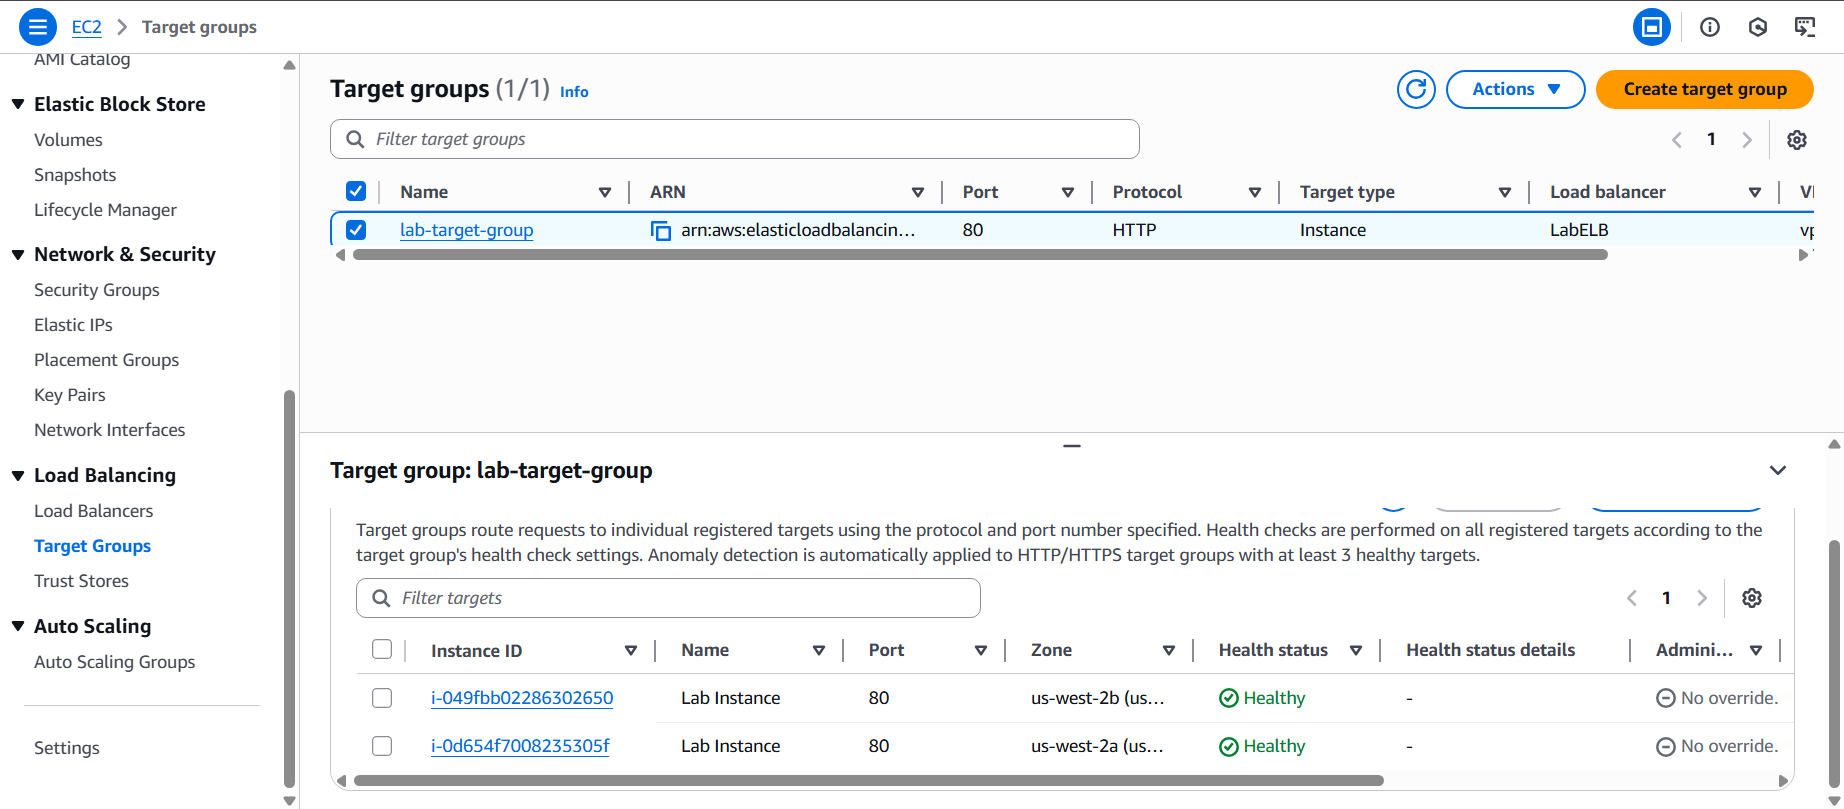 EC2 > Target groups
AMI Catalog
Elastic Block Store
Volumes
Snapshots
Lifecycle Manager
Network & Security
Security Groups
Elastic IPs
Placement Groups
Key Pairs
Network Interfaces
Load Balancing
Load Balancers
Target Groups
Trust Stores
Auto Scaling
Auto Scaling Groups
Settings
Target groups (1/1) Info
Actions
Create target group
Filter target groups
1
Name ARN Port Protocol Target type Load balancer
lab-target-group arn:aws:elasticloadbalancin... 80 HTTP Instance LabELB
Target group: lab-target-group
Target groups route requests to individual registered targets using the protocol and port number specified. Health checks are performed on all registered targets according to the
target group's health check settings. Anomaly detection is automatically applied to HTTP/HTTPS target groups with at least 3 healthy targets.
Filter targets
1
Instance ID Name Port Zone Health status Health status details Admini...
i-049fbb02286302650 Lab Instance 80 us-west-2b (us... Healthy - No override.
i-0d654f7008235305f Lab Instance 80 us-west-2a (us... Healthy - No override.